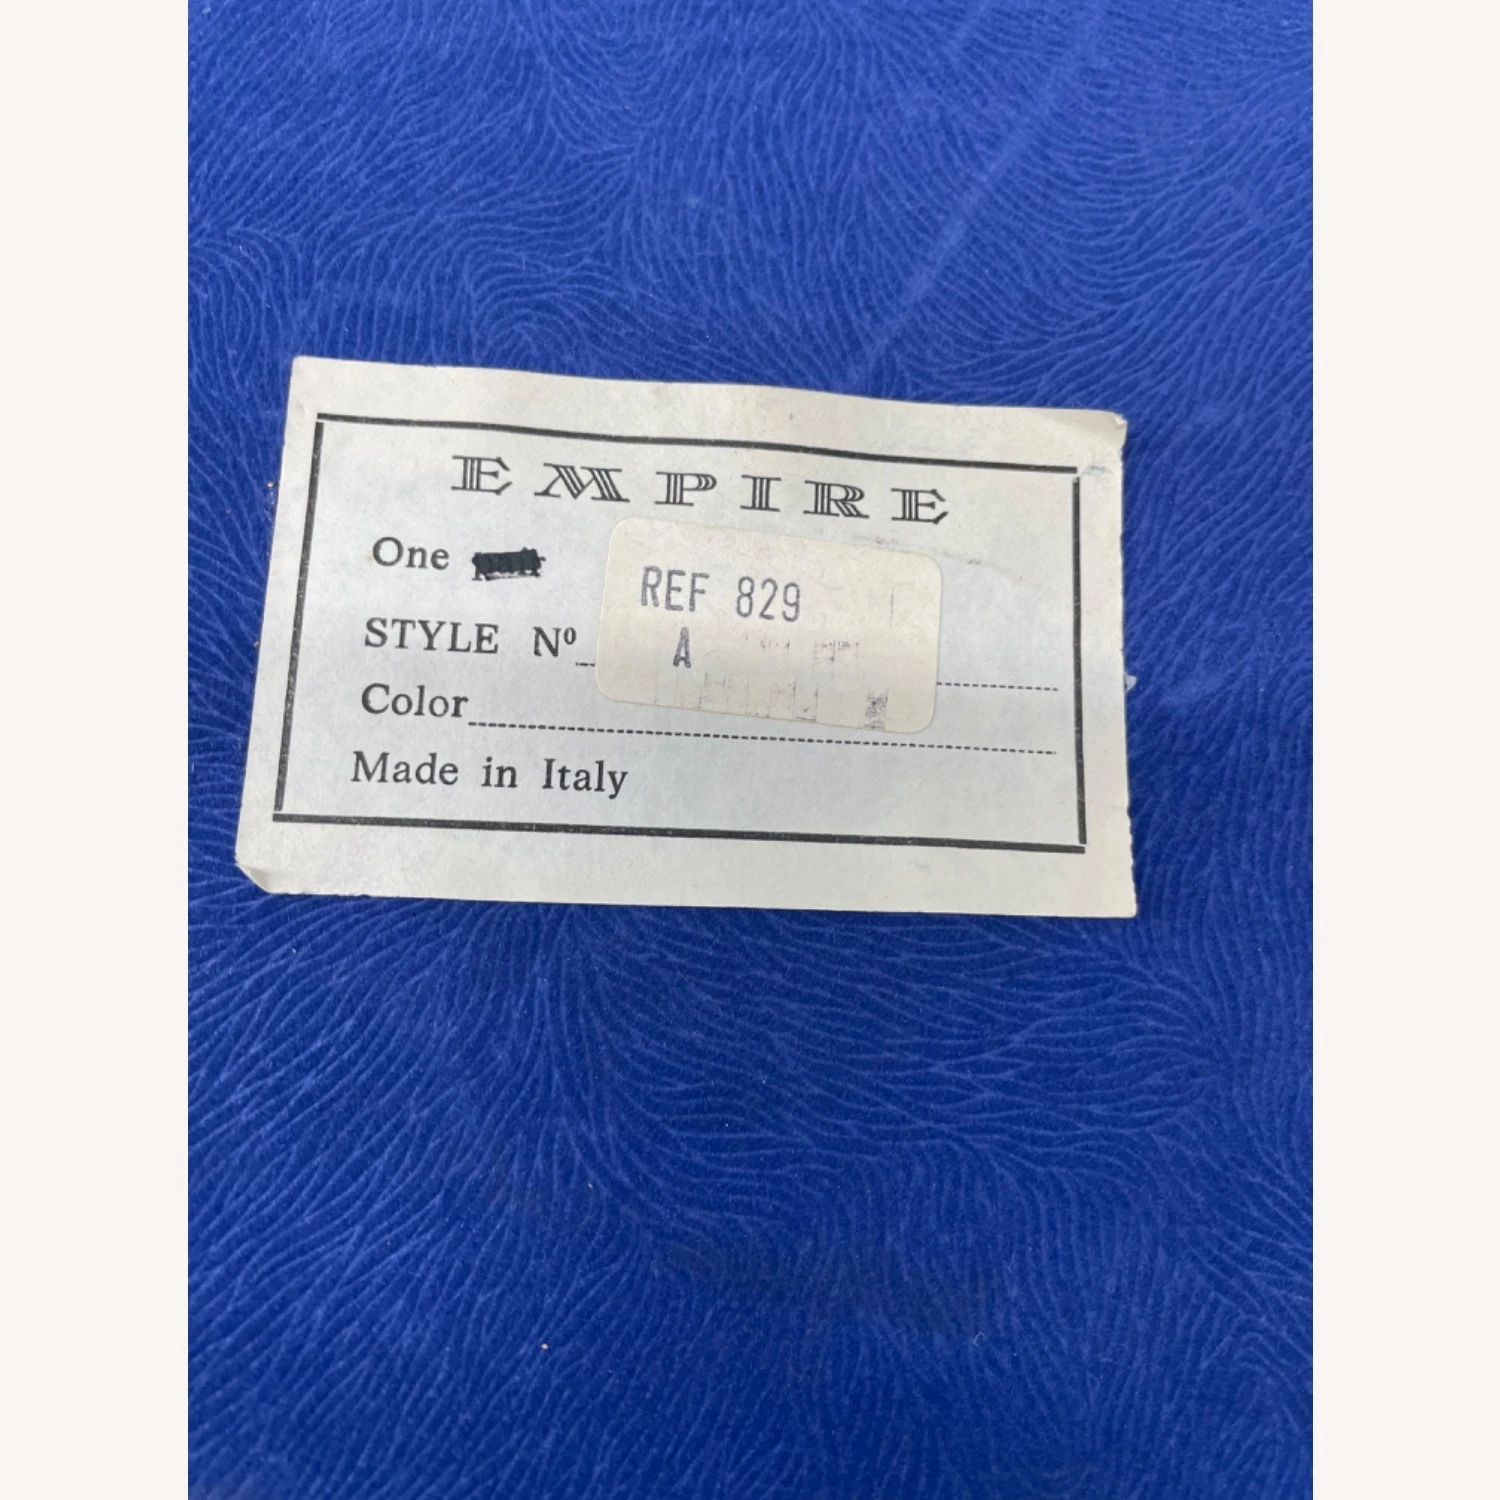 EMPIRE
One
REF 829
STYLE Nº
A
Color
Made in Italy